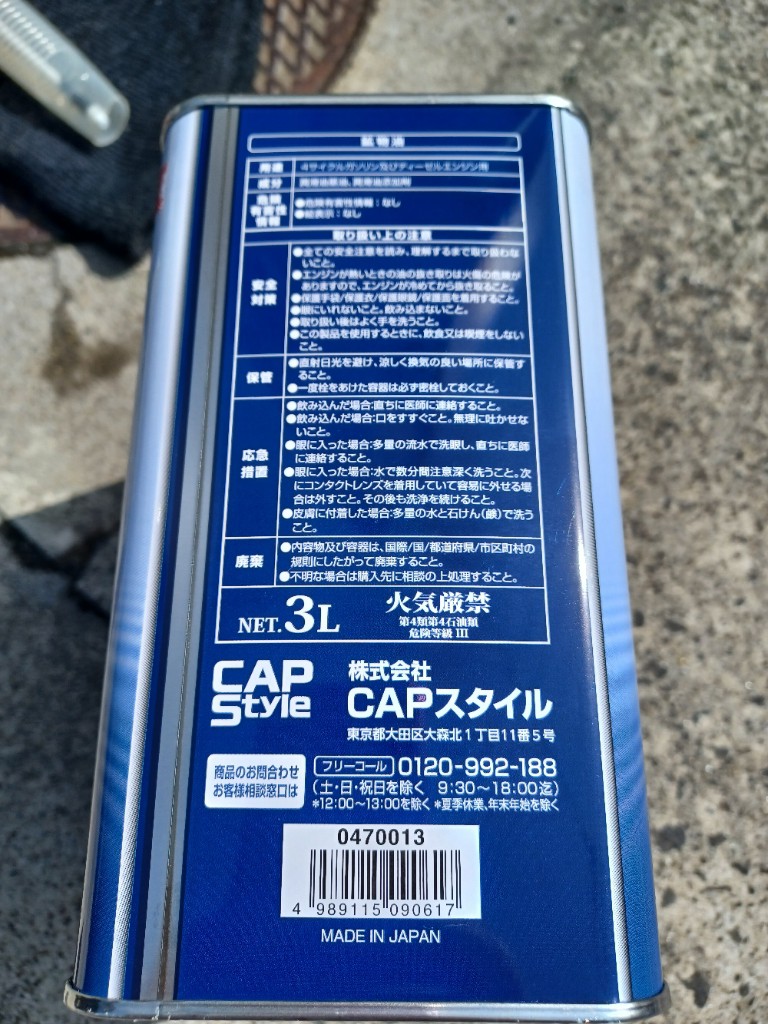 鉱物油
用途 4サイクルガソリン及びディーゼルエンジン用
成分 潤滑油基油、潤滑油添加剤
危険有害性情報
●危険有害性情報:なし
●絵表示:なし
取り扱い上の注意
安全対策
●全ての安全注意を読み、理解するまで取り扱わな
いこと。
●エンジンが熱いときの油の抜き取りは火傷の危険が
ありますので、エンジンが冷めてから抜き取ること。
●保護手袋/保護衣/保護眼鏡/保護面を着用すること。
●眼にいれないこと。飲み込まないこと。
●取り扱い後はよく手を洗うこと。
●この製品を使用するときに、飲食又は喫煙をしない
こと。
保管
●直射日光を避け、涼しく換気の良い場所に保管す
ること。
●一度栓をあけた容器は必ず密栓しておくこと。
応急措置
●飲み込んだ場合:直ちに医師に連絡すること。
●飲み込んだ場合:口をすすぐこと。無理に吐かせな
いこと。
●眼に入った場合:多量の流水で洗眼し、直ちに医師
に連絡すること。
●眼に入った場合:水で数分間注意深く洗うこと。次
にコンタクトレンズを着用していて容易に外せる場
合は外すこと。その後も洗浄を続けること。
●皮膚に付着した場合:多量の水と石けん(鹸)で洗う
こと。
廃棄
●内容物及び容器は、国際/国/都道府県/市区町村の
規則にしたがって廃棄すること。
●不明な場合は購入先に相談の上処理すること。
NET.3L
火気厳禁
第4類第4石油類
危険等級 III
CAP
Style
株式会社
CAPスタイル
東京都大田区大森北1丁目11番5号
商品のお問合わせ
お客様相談窓口は
フリーコール 0120-992-188
(土・日・祝日を除く 9:30~18:00迄)
*12:00~13:00を除く *夏季休業、年末年始を除く
0470013
4 989115 090617
MADE IN JAPAN